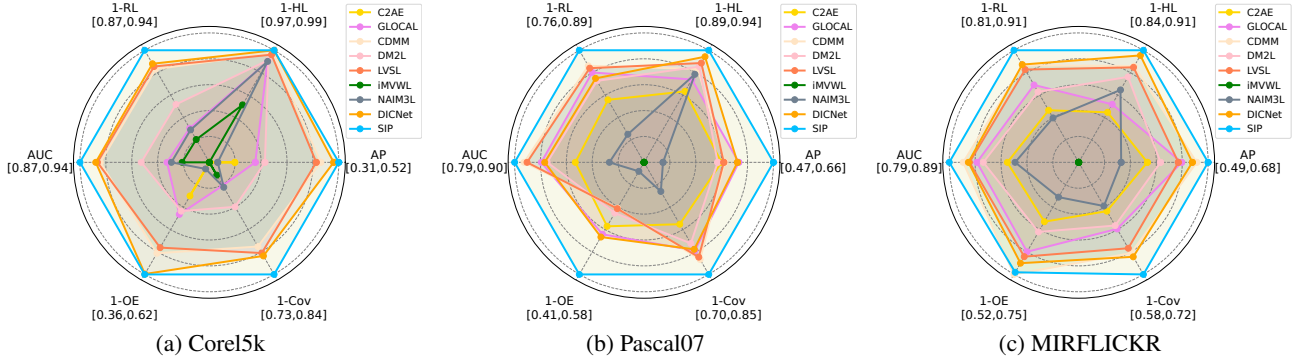 1-RL
[0.87,0.94]
1-HL
[0.97,0.99]
AUC
[0.87,0.94]
AP
[0.31,0.52]
1-OE
[0.36,0.62]
1-Cov
[0.73,0.84]
C2AE
GLOCAL
CDMM
DM2L
LVSL
iMVWL
NAIM3L
DICNet
SIP
(a) Corel5k
1-RL
[0.76,0.89]
1-HL
[0.89,0.94]
AUC
[0.79,0.90]
AP
[0.47,0.66]
1-OE
[0.41,0.58]
1-Cov
[0.70,0.85]
C2AE
GLOCAL
CDMM
DM2L
LVSL
iMVWL
NAIM3L
DICNet
SIP
(b) Pascal07
1-RL
[0.81,0.91]
1-HL
[0.84,0.91]
AUC
[0.79,0.89]
AP
[0.49,0.68]
1-OE
[0.52,0.75]
1-Cov
[0.58,0.72]
C2AE
GLOCAL
CDMM
DM2L
LVSL
iMVWL
NAIM3L
DICNet
SIP
(c) MIRFLICKR